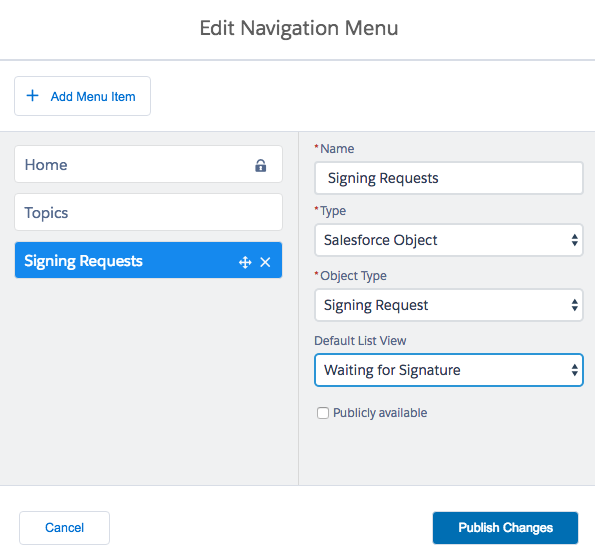 Edit Navigation Menu
+ Add Menu Item
Home
Topics
Signing Requests
*Name
Signing Requests
*Type
Salesforce Object
*Object Type
Signing Request
Default List View
Waiting for Signature
Publicly available
Cancel
Publish Changes